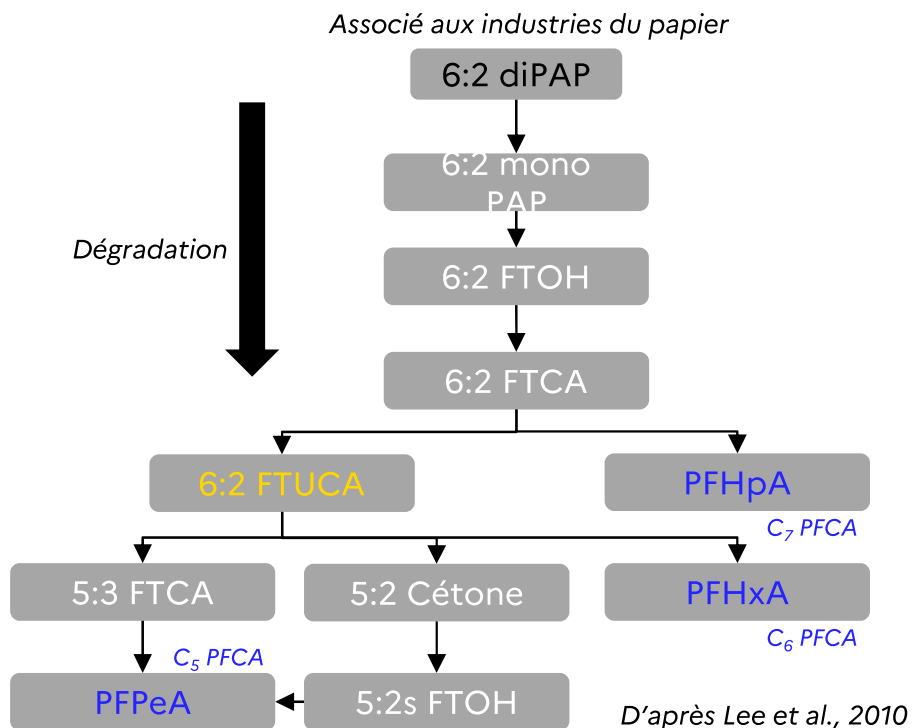 Associé aux industries du papier
6:2 diPAP
6:2 mono
PAP
Dégradation
6:2 FTOH
6:2 FTCA
6:2 FTUCA
PFHpA
C₇ PFCA
5:3 FTCA
5:2 Cétone
PFHxA
C₆ PFCA
C₅ PFCA
PFPeA
5:2s FTOH
D'après Lee et al., 2010